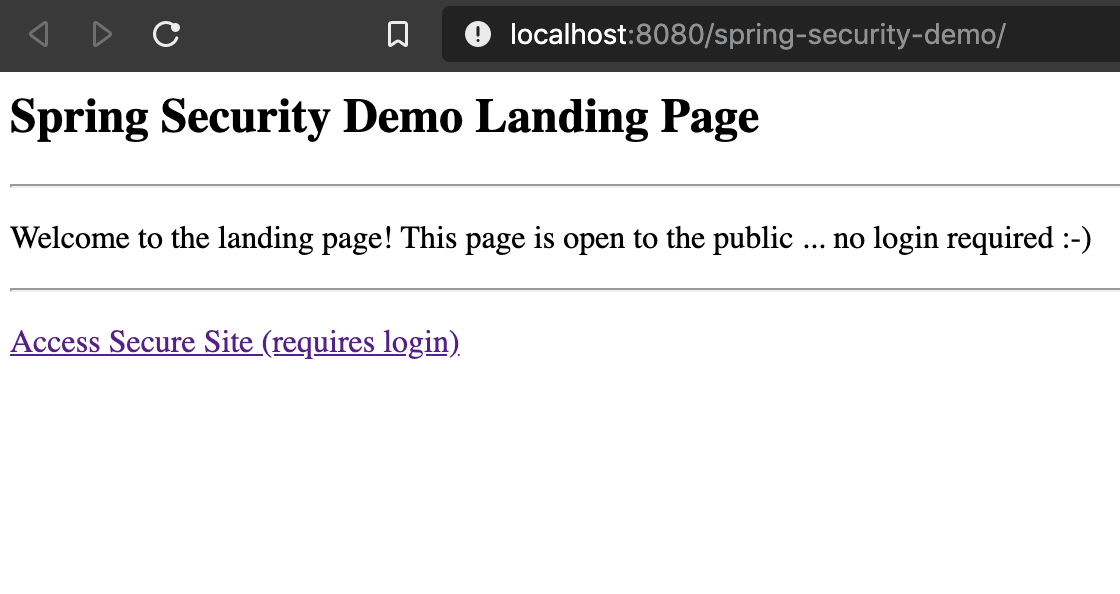 localhost:8080/spring-security-demo/
Spring Security Demo Landing Page
Welcome to the landing page! This page is open to the public ... no login required :-)
Access Secure Site (requires login)